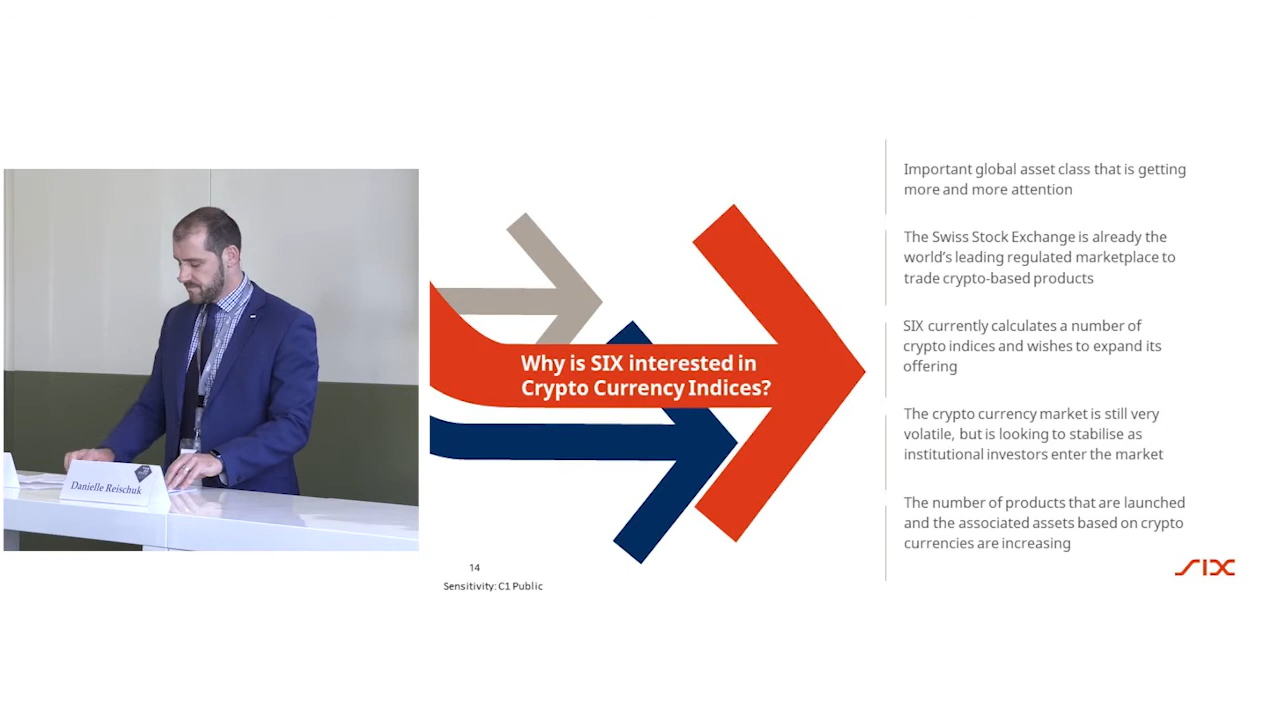 Danielle Reischuk
Why is SIX interested in
Crypto Currency Indices?
14
Sensitivity: C1 Public
Important global asset class that is getting
more and more attention
The Swiss Stock Exchange is already the
world's leading regulated marketplace to
trade crypto-based products
SIX currently calculates a number of
crypto indices and wishes to expand its
offering
The crypto currency market is still very
volatile, but is looking to stabilise as
institutional investors enter the market
The number of products that are launched
and the associated assets based on crypto
currencies are increasing
SIX